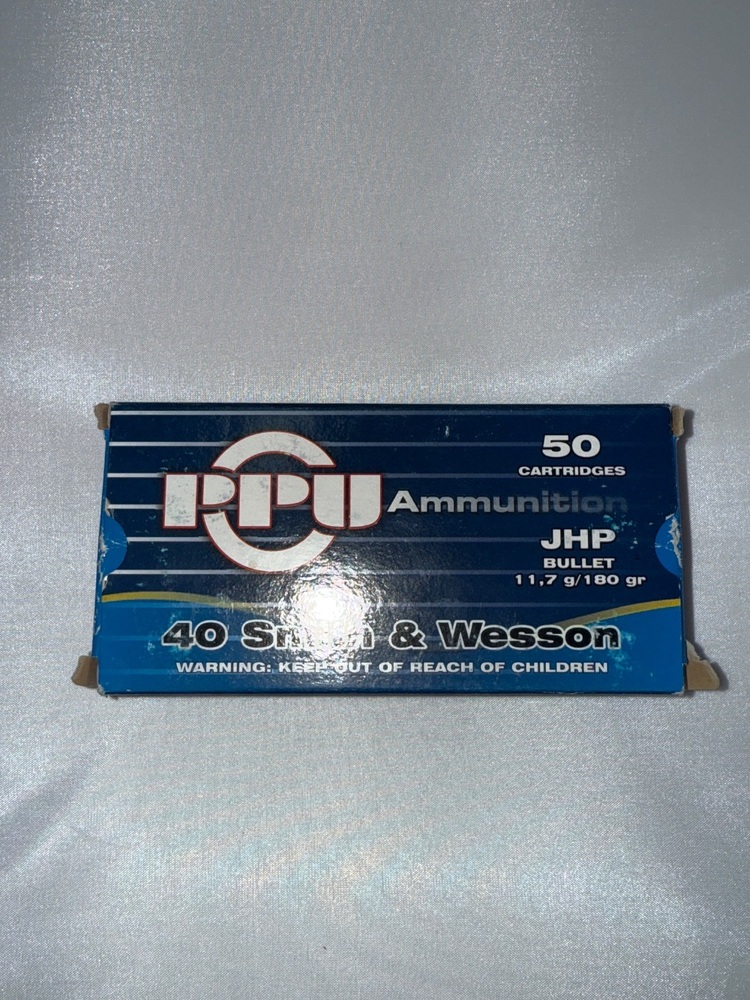 50
CARTRIDGES
PPU Ammunition
JHP
BULLET
11,7 g/180 gr
40 Smith & Wesson
WARNING: KEEP OUT OF REACH OF CHILDREN